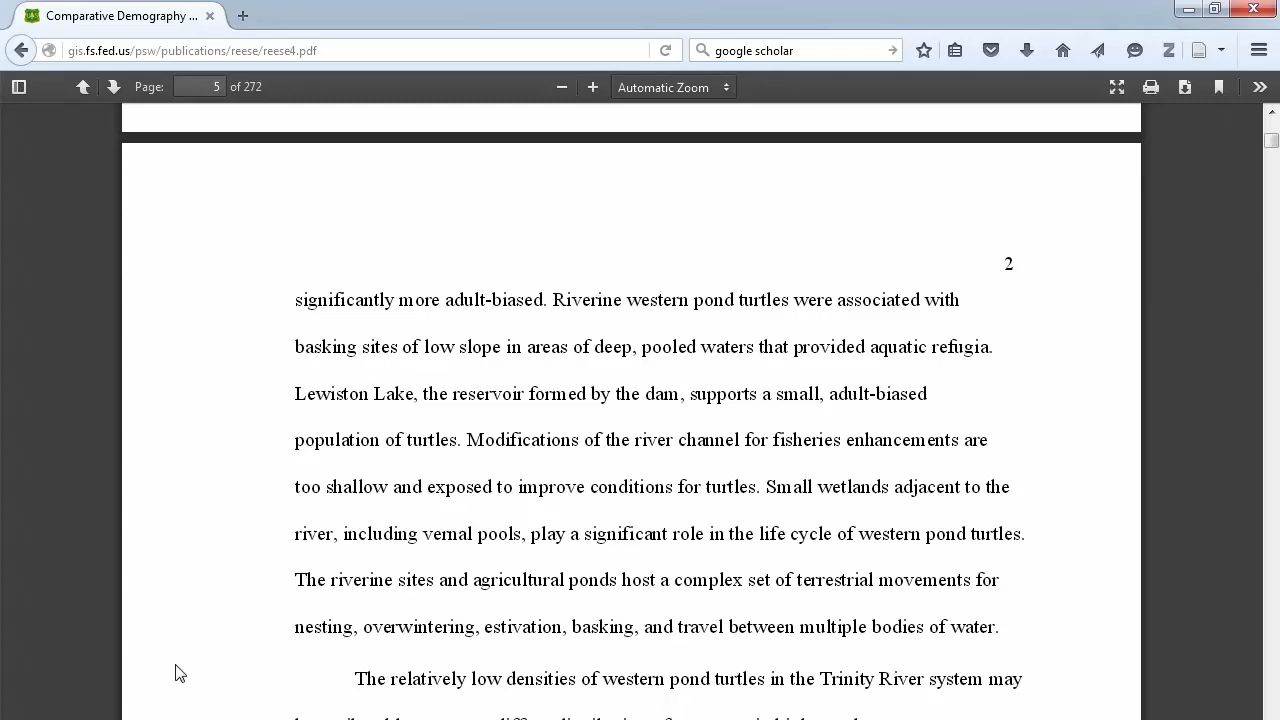 Comparative Demography ...
gis.fs.fed.us/psw/publications/reese/reese4.pdf
google scholar
Page: 5 of 272
Automatic Zoom
2
significantly more adult-biased. Riverine western pond turtles were associated with
basking sites of low slope in areas of deep, pooled waters that provided aquatic refugia.
Lewiston Lake, the reservoir formed by the dam, supports a small, adult-biased
population of turtles. Modifications of the river channel for fisheries enhancements are
too shallow and exposed to improve conditions for turtles. Small wetlands adjacent to the
river, including vernal pools, play a significant role in the life cycle of western pond turtles.
The riverine sites and agricultural ponds host a complex set of terrestrial movements for
nesting, overwintering, estivation, basking, and travel between multiple bodies of water.
The relatively low densities of western pond turtles in the Trinity River system may